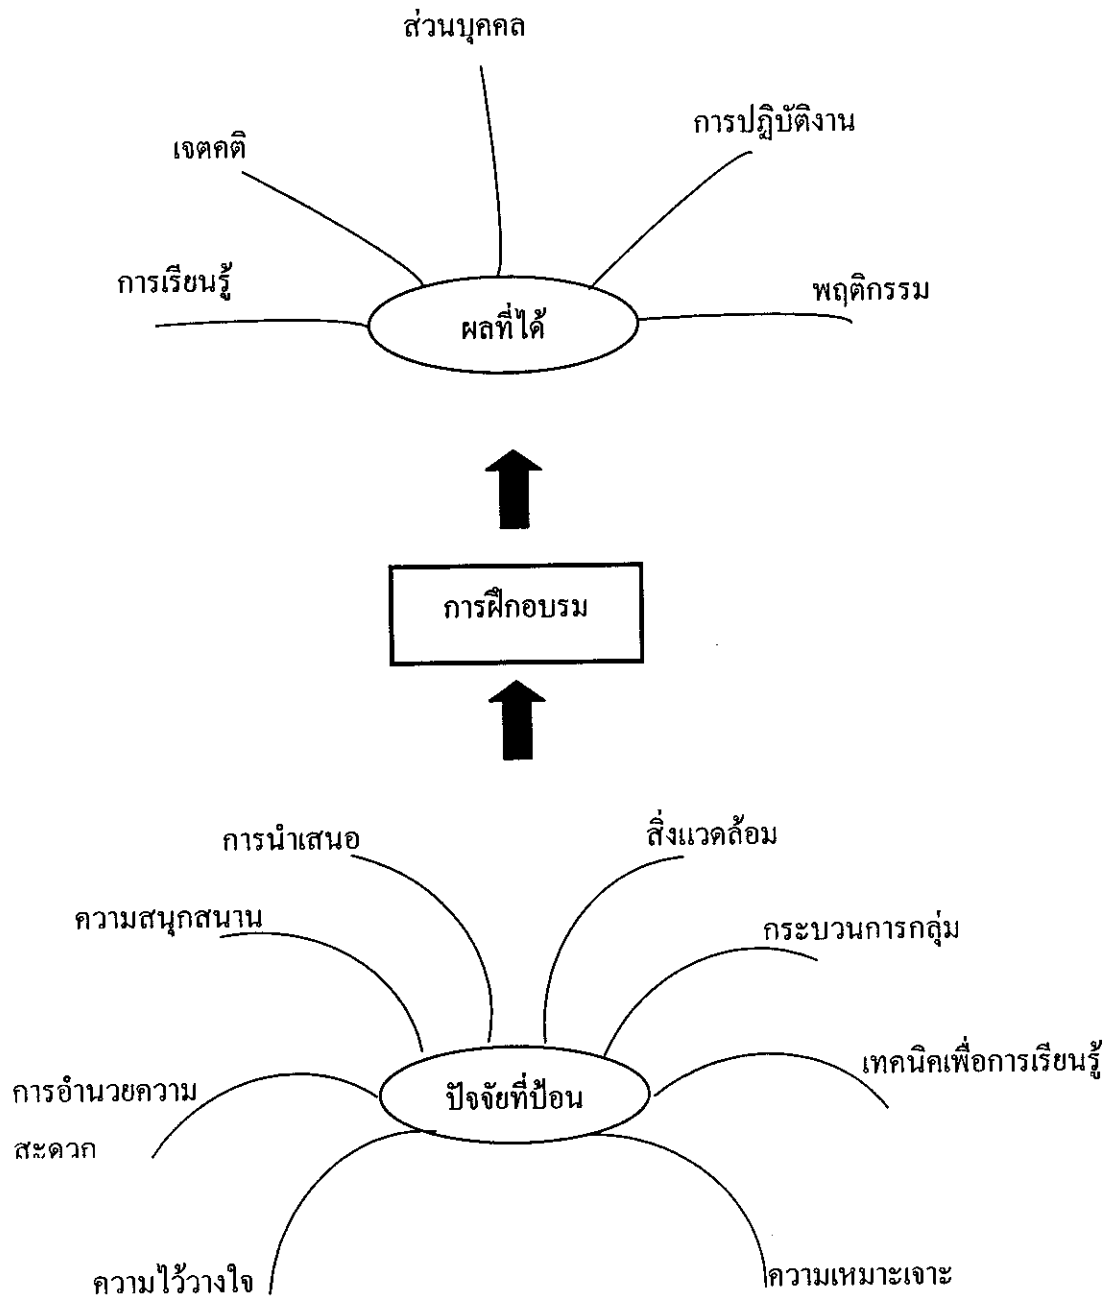 ส่วนบุคคล
การปฏิบัติงาน
เจตคติ
การเรียนรู้
พฤติกรรม
ผลที่ได้
การฝึกอบรม
การนำเสนอ
สิ่งแวดล้อม
ความสนุกสนาน
กระบวนการกลุ่ม
เทคนิคเพื่อการเรียนรู้
การอำนวยความ
สะดวก
ปัจจัยที่ป้อน
ความไว้วางใจ
ความเหมาะเจาะ